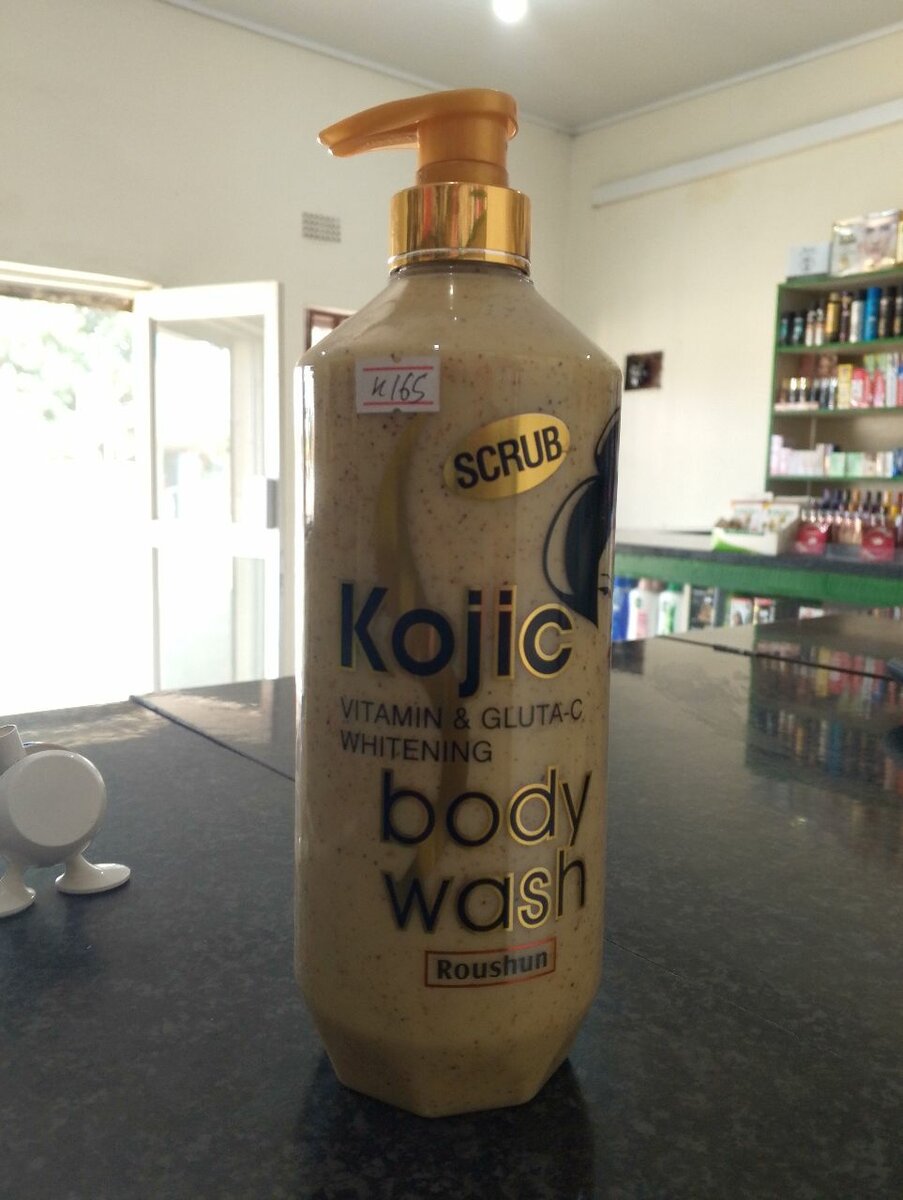 K165
SCRUB
Kojic
VITAMIN & GLUTA-C
WHITENING
body
wash
Roushun